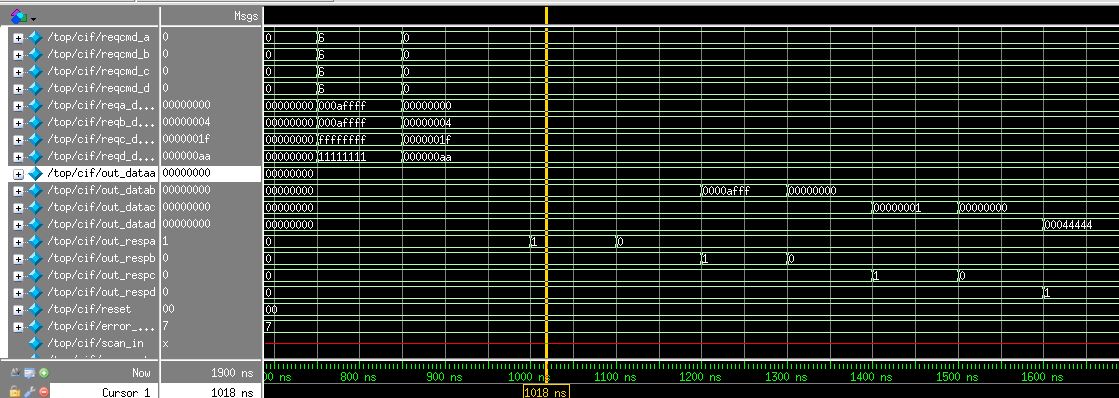 Msgs
/top/cif/reqcmd_a 0 0 6 0
/top/cif/reqcmd_b 0 0 6 0
/top/cif/reqcmd_c 0 0 6 0
/top/cif/reqcmd_d 0 0 6 0
/top/cif/reqa_d... 00000000 00000000 000affff 00000000
/top/cif/reqb_d... 00000004 00000000 000affff 00000004
/top/cif/reqc_d... 0000001f 00000000 ffffffff 0000001f
/top/cif/reqd_d... 000000aa 00000000 11111111 000000aa
/top/cif/out_dataa 00000000 00000000
/top/cif/out_datab 00000000 00000000 0000afff 00000000
/top/cif/out_datac 00000000 00000000 00000001 00000000
/top/cif/out_datad 00000000 00000000 00044444
/top/cif/out_respa 1 0 1 0
/top/cif/out_respb 0 0 1 0
/top/cif/out_respc 0 0 1 0
/top/cif/out_respd 0 0 1
/top/cif/reset 00 00
/top/cif/error_... 7 7
/top/cif/scan_in x
Now 1900 ns 00 ns 800 ns 900 ns 1000 ns 1100 ns 1200 ns 1300 ns 1400 ns 1500 ns 1600 ns
Cursor 1 1018 ns 1018 ns